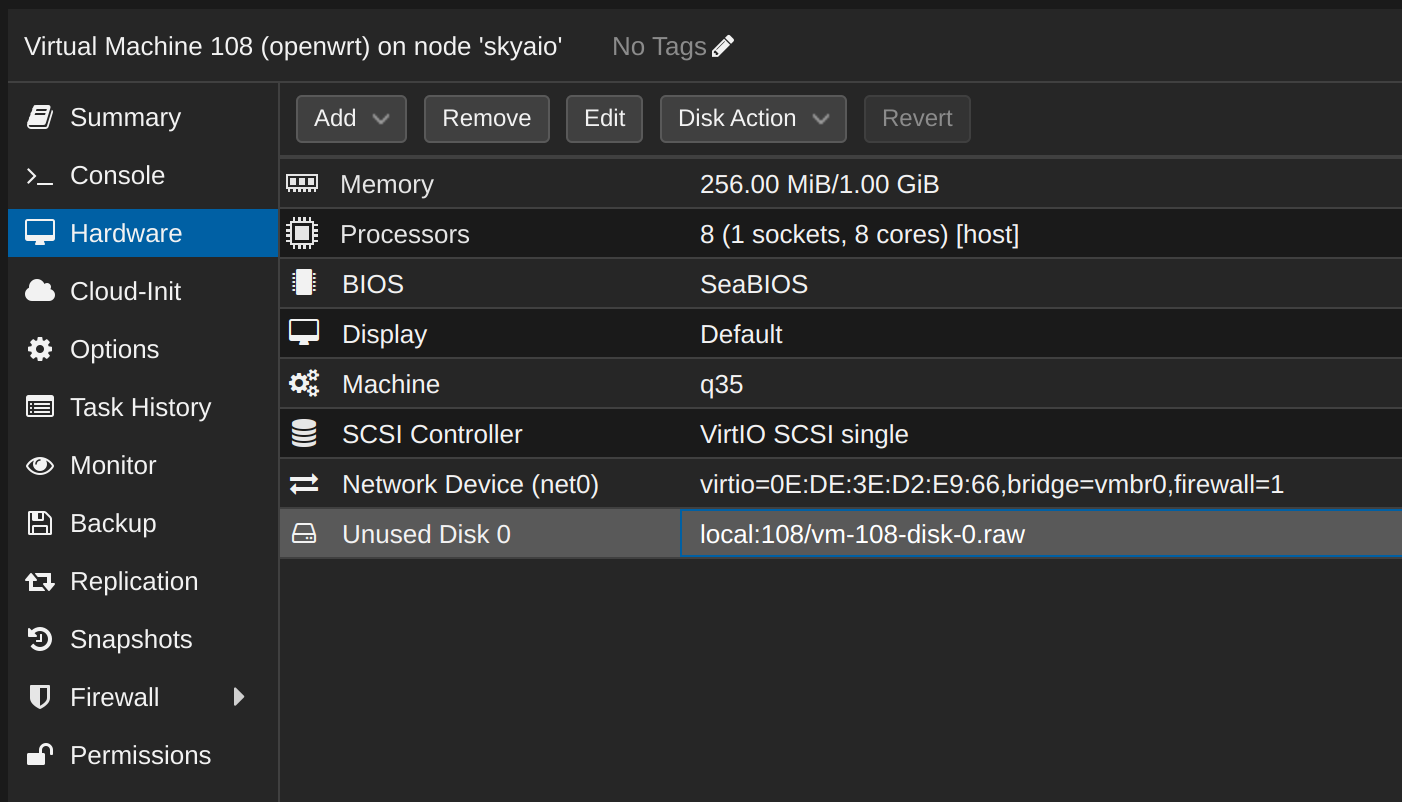 Virtual Machine 108 (openwrt) on node 'skyaio' No Tags
Summary
Console
Hardware
Cloud-Init
Options
Task History
Monitor
Backup
Replication
Snapshots
Firewall
Permissions
Add Remove Edit Disk Action Revert
Memory 256.00 MiB/1.00 GiB
Processors 8 (1 sockets, 8 cores) [host]
BIOS SeaBIOS
Display Default
Machine q35
SCSI Controller VirtIO SCSI single
Network Device (net0) virtio=0E:DE:3E:D2:E9:66,bridge=vmbr0,firewall=1
Unused Disk 0 local:108/vm-108-disk-0.raw